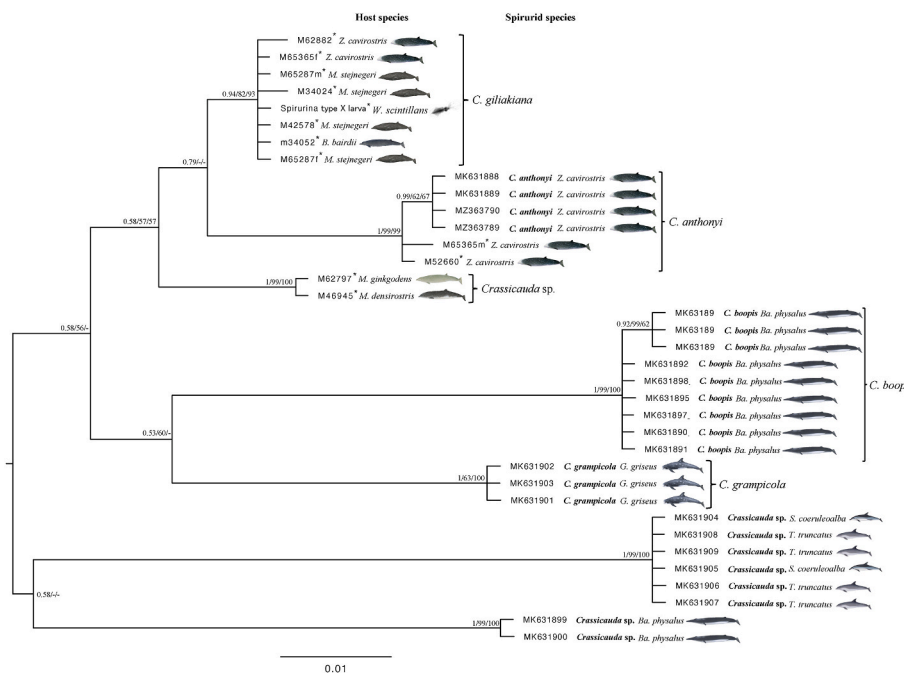 Host species Spirurid species
M62882* Z. cavirostris
M65365f* Z. cavirostris
M65287m* M. stejnegeri
0.94/82/93
M34024* M. stejnegeri
C. giliakiana
Spirurina type X larva* W. scintillans
M42578* M. stejnegeri
m34052* B. bairdii
M65287f* M. stejnegeri
0.79/-/-
MK631888 C. anthonyi Z. cavirostris
MK631889 C. anthonyi Z. cavirostris
0.99/62/67
MZ363790 C. anthonyi Z. cavirostris
0.58/57/57
C. anthonyi
MZ363789 C. anthonyi Z. cavirostris
1/99/99
M65365m* Z. cavirostris
M52660* Z. cavirostris
M62797* M. ginkgodens
1/99/100
Crassicauda sp.
M46945* M. densirostris
MK63189 C. boopis Ba. physalus
0.92/99/62
MK63189 C. boopis Ba. physalus
0.58/56/-
MK63189 C. boopis Ba. physalus
MK631892 C. boopis Ba. physalus
MK631898 C. boopis Ba. physalus
C. boop
1/99/100
MK631895 C. boopis Ba. physalus
MK631897 C. boopis Ba. physalus
MK631890 C. boopis Ba. physalus
0.53/60/-
MK631891 C. boopis Ba. physalus
MK631902 C. grampicola G. griseus
1/63/100
MK631903 C. grampicola G. griseus
C. grampicola
MK631901 C. grampicola G. griseus
MK631904 Crassicauda sp. S. coeruleoalba
MK631908 Crassicauda sp. T. truncatus
MK631909 Crassicauda sp. T. truncatus
1/99/100
MK631905 Crassicauda sp. S. coeruleoalba
MK631906 Crassicauda sp. T. truncatus
0.58/-/-
MK631907 Crassicauda sp. T. truncatus
MK631899 Crassicauda sp. Ba. physalus
1/99/100
MK631900 Crassicauda sp. Ba. physalus
0.01